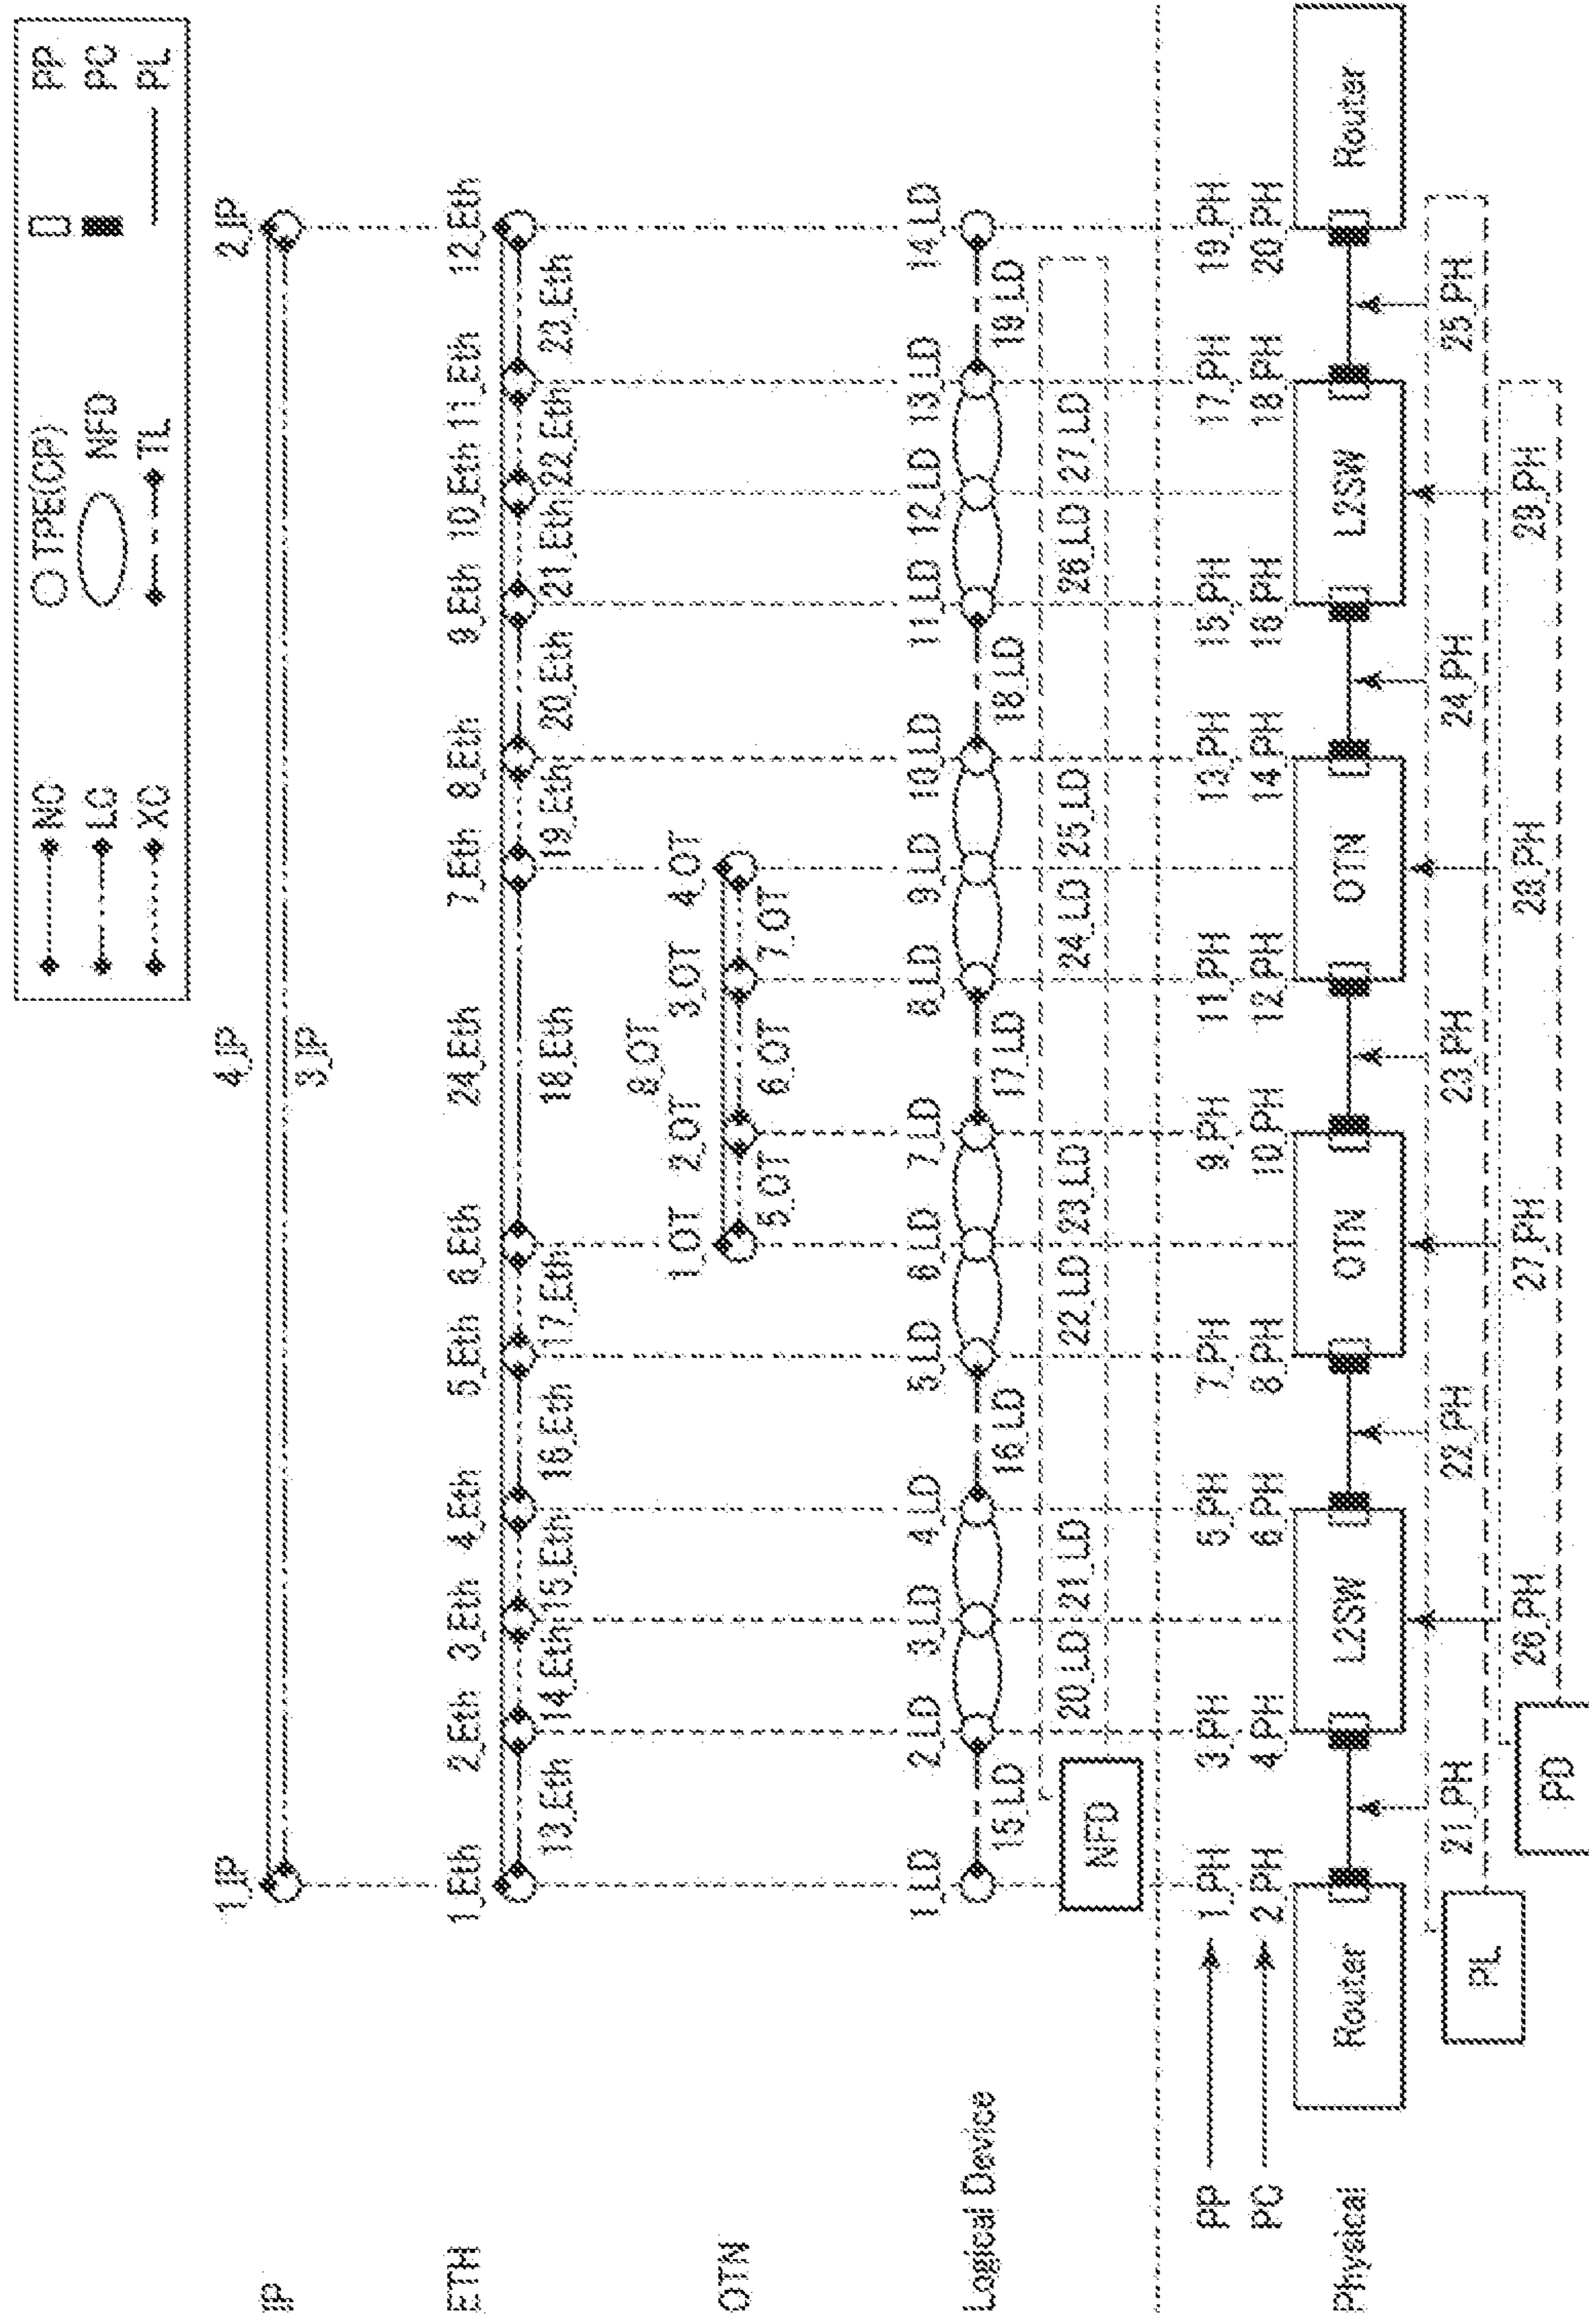 NC TPE(CP) PP
LC NFD PC
XC TL PL
IP
1_IP 4_IP 2_IP
3_IP
ETH
1_Eth 2_Eth 3_Eth 4_Eth 5_Eth 6_Eth 24_Eth 7_Eth 8_Eth 9_Eth 10_Eth 11_Eth 12_Eth
13_Eth 14_Eth 15_Eth 16_Eth 17_Eth 18_Eth 19_Eth 20_Eth 21_Eth 22_Eth 23_Eth
8_OT
OTN
1_OT 2_OT 3_OT 4_OT
5_OT 6_OT 7_OT
Logical Device
1_LD 2_LD 3_LD 4_LD 5_LD 6_LD 7_LD 8_LD 9_LD 10_LD 11_LD 12_LD 13_LD 14_LD
15_LD 16_LD 17_LD 18_LD 19_LD
NFD 20_LD 21_LD 22_LD 23_LD 24_LD 25_LD 26_LD 27_LD
PP 1_PH 3_PH 5_PH 7_PH 9_PH 11_PH 13_PH 15_PH 17_PH 19_PH
PC 2_PH 4_PH 6_PH 8_PH 10_PH 12_PH 14_PH 16_PH 18_PH 20_PH
Physical
Router L2SW OTN OTN L2SW Router
PL 21_PH 22_PH 23_PH 24_PH 25_PH
PD 26_PH 27_PH 28_PH 29_PH